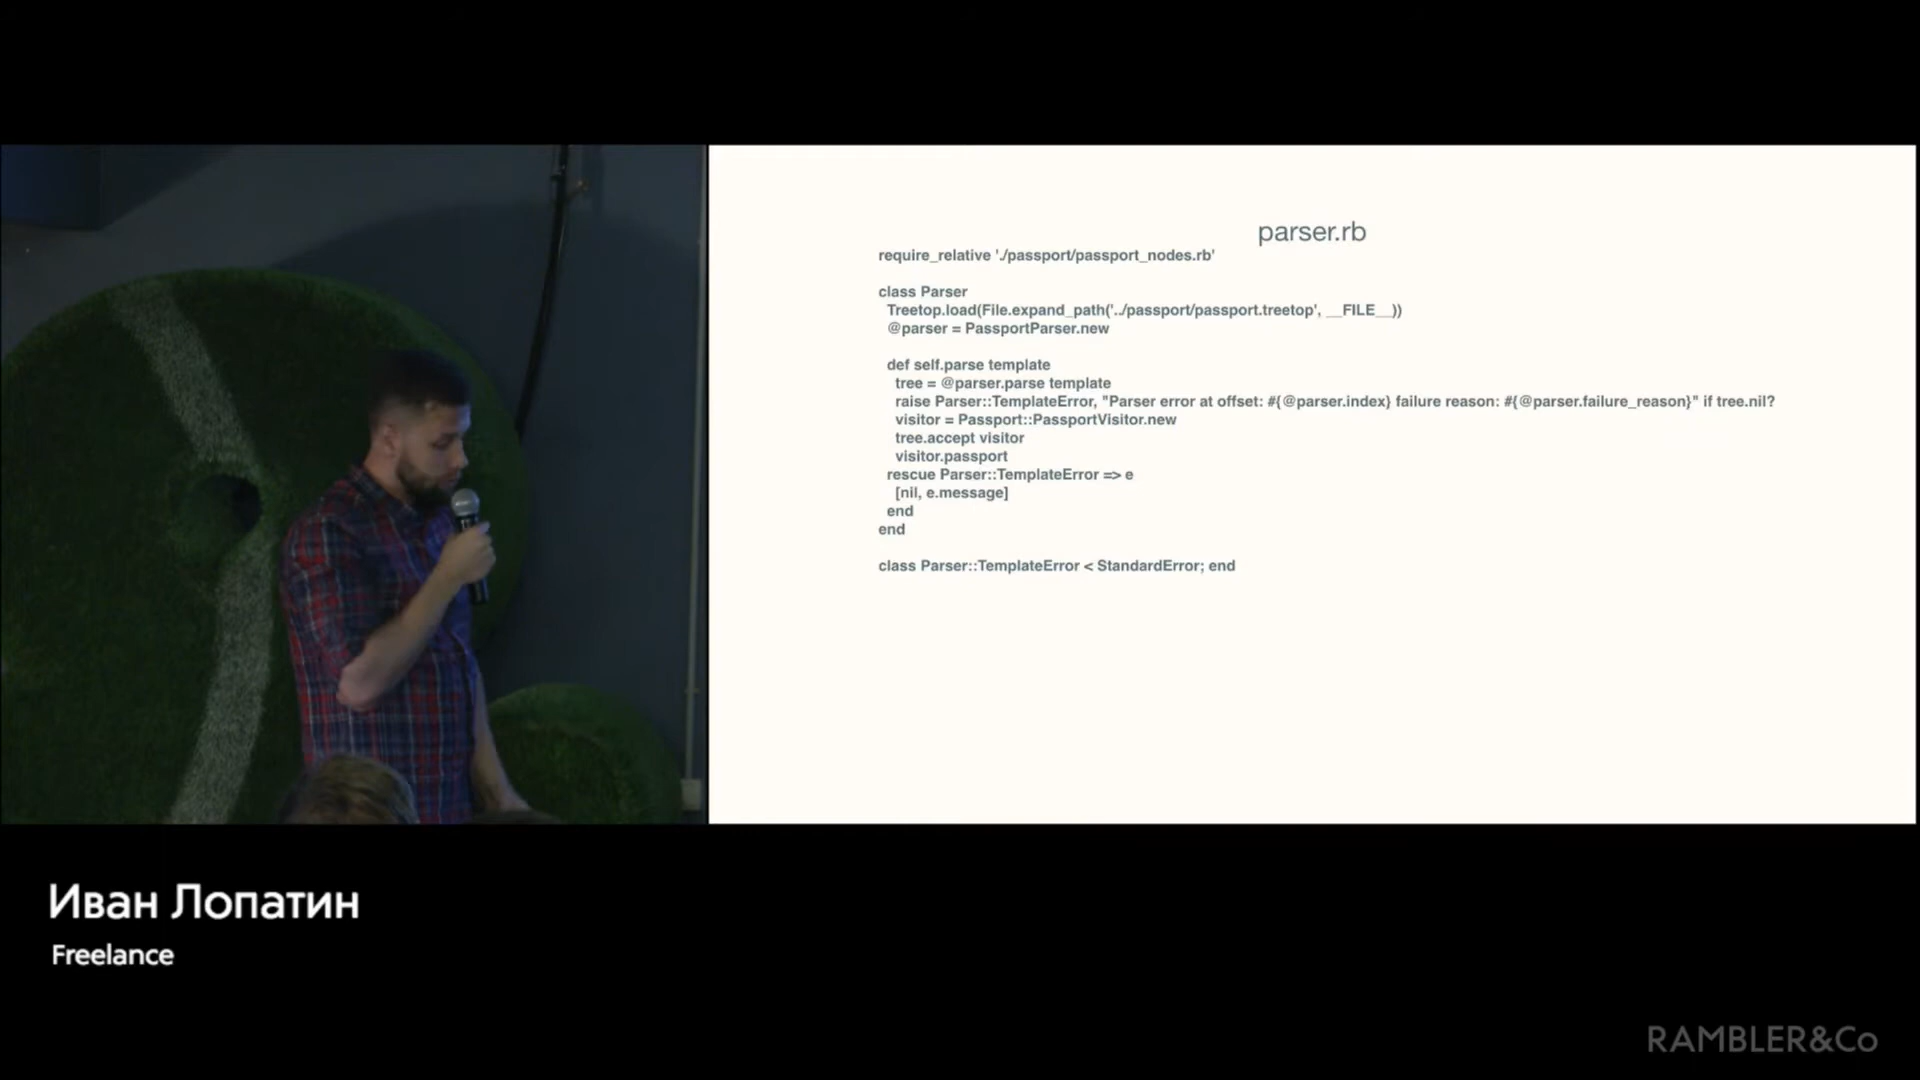 parser.rb
require_relative './passport/passport_nodes.rb'
class Parser
Treetop.load(File.expand_path('../passport/passport.treetop', __FILE__))
@parser = PassportParser.new
def self.parse template
tree = @parser.parse template
raise Parser::TemplateError, "Parser error at offset: #{@parser.index} failure reason: #{@parser.failure_reason}" if tree.nil?
visitor = Passport::PassportVisitor.new
tree.accept visitor
visitor.passport
rescue Parser::TemplateError => e
[nil, e.message]
end
end
class Parser::TemplateError < StandardError; end
Иван Лопатин
Freelance
RAMBLER&Co